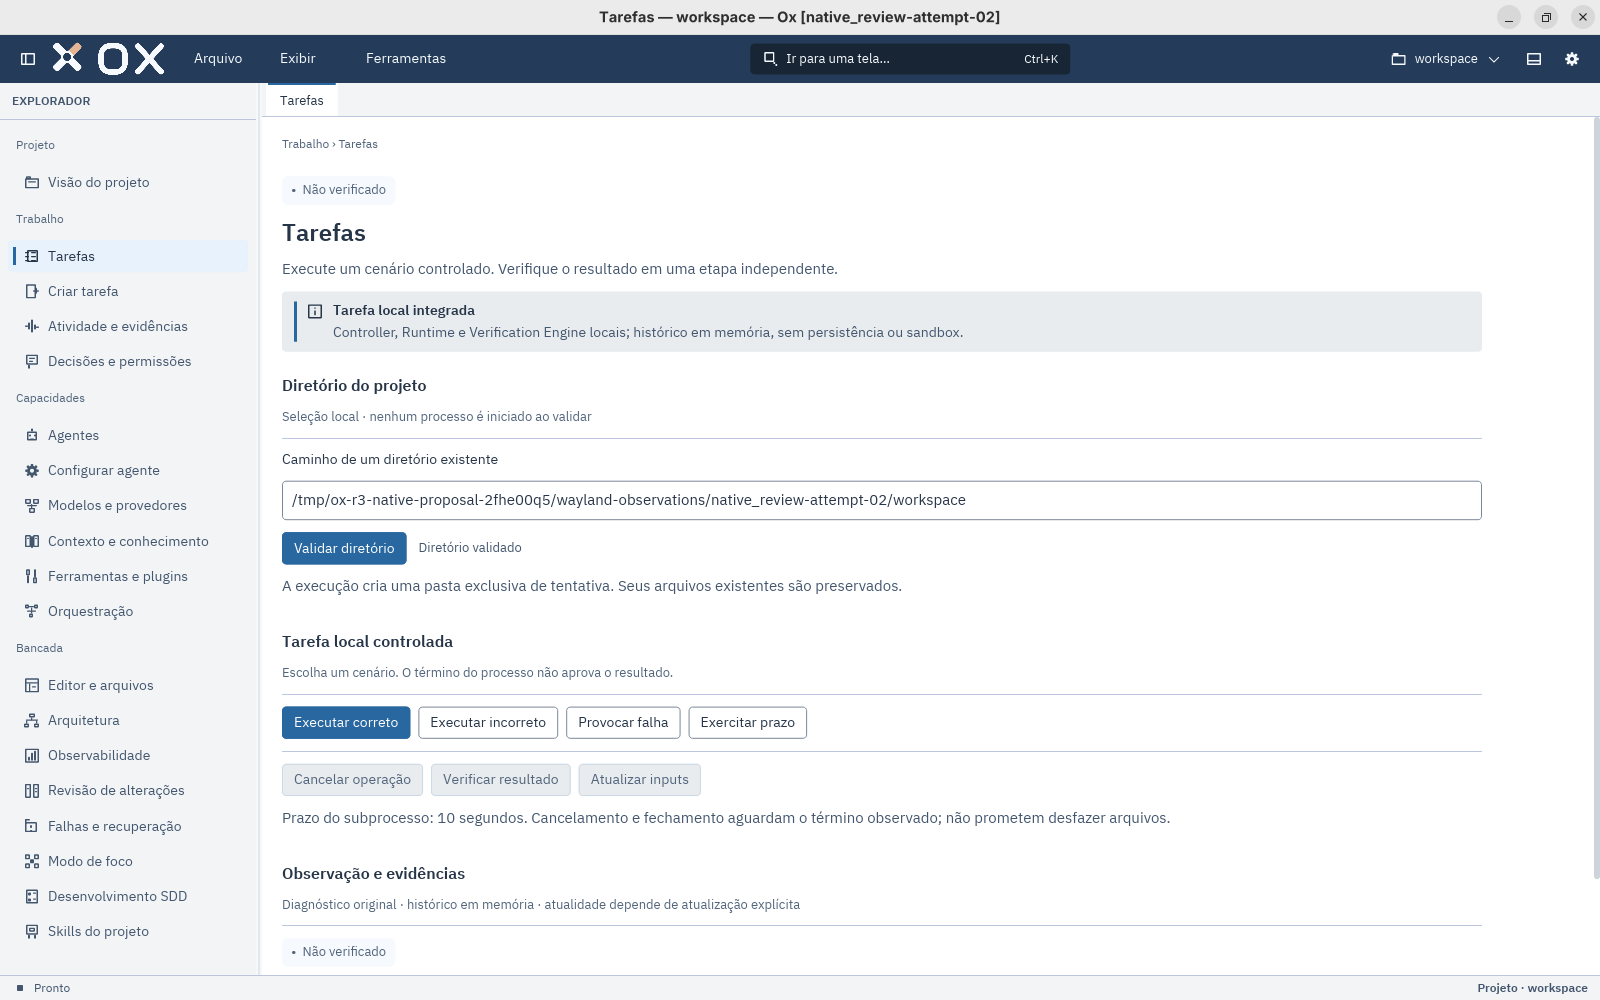 Tarefas — workspace — Ox [native_review-attempt-02]
OX
Arquivo
Exibir
Ferramentas
Ir para uma tela...
Ctrl+K
workspace
EXPLORADOR
Projeto
Visão do projeto
Trabalho
Tarefas
Criar tarefa
Atividade e evidências
Decisões e permissões
Capacidades
Agentes
Configurar agente
Modelos e provedores
Contexto e conhecimento
Ferramentas e plugins
Orquestração
Bancada
Editor e arquivos
Arquitetura
Observabilidade
Revisão de alterações
Falhas e recuperação
Modo de foco
Desenvolvimento SDD
Skills do projeto
Tarefas
Trabalho › Tarefas
• Não verificado
Tarefas
Execute um cenário controlado. Verifique o resultado em uma etapa independente.
Tarefa local integrada
Controller, Runtime e Verification Engine locais; histórico em memória, sem persistência ou sandbox.
Diretório do projeto
Seleção local · nenhum processo é iniciado ao validar
Caminho de um diretório existente
/tmp/ox-r3-native-proposal-2fhe00q5/wayland-observations/native_review-attempt-02/workspace
Validar diretório
Diretório validado
A execução cria uma pasta exclusiva de tentativa. Seus arquivos existentes são preservados.
Tarefa local controlada
Escolha um cenário. O término do processo não aprova o resultado.
Executar correto
Executar incorreto
Provocar falha
Exercitar prazo
Cancelar operação
Verificar resultado
Atualizar inputs
Prazo do subprocesso: 10 segundos. Cancelamento e fechamento aguardam o término observado; não prometem desfazer arquivos.
Observação e evidências
Diagnóstico original · histórico em memória · atualidade depende de atualização explícita
• Não verificado
Pronto
Projeto · workspace